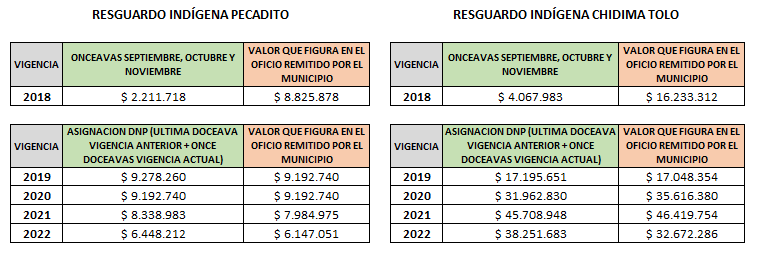 RESGUARDO INDÍGENA PECADITO
VIGENCIA
ONCEAVAS SEPTIEMBRE, OCTUBRE Y
NOVIEMBRE
VALOR QUE FIGURA EN EL
OFICIO REMITIDO POR EL
MUNICIPIO
2018 $ 2.211.718 $ 8.825.878
VIGENCIA
ASIGNACION DNP (ULTIMA DOCEAVA
VIGENCIA ANTERIOR + ONCE
DOCEAVAS VIGENCIA ACTUAL)
VALOR QUE FIGURA EN EL
OFICIO REMITIDO POR EL
MUNICIPIO
2019 $ 9.278.260 $ 9.192.740
2020 $ 9.192.740 $ 9.192.740
2021 $ 8.338.983 $ 7.984.975
2022 $ 6.448.212 $ 6.147.051
RESGUARDO INDÍGENA CHIDIMA TOLO
VIGENCIA
ONCEAVAS SEPTIEMBRE, OCTUBRE Y
NOVIEMBRE
VALOR QUE FIGURA EN EL
OFICIO REMITIDO POR EL
MUNICIPIO
2018 $ 4.067.983 $ 16.233.312
VIGENCIA
ASIGNACION DNP (ULTIMA DOCEAVA
VIGENCIA ANTERIOR + ONCE
DOCEAVAS VIGENCIA ACTUAL)
VALOR QUE FIGURA EN EL
OFICIO REMITIDO POR EL
MUNICIPIO
2019 $ 17.195.651 $ 17.048.354
2020 $ 31.962.830 $ 35.616.380
2021 $ 45.708.948 $ 46.419.754
2022 $ 38.251.683 $ 32.672.286